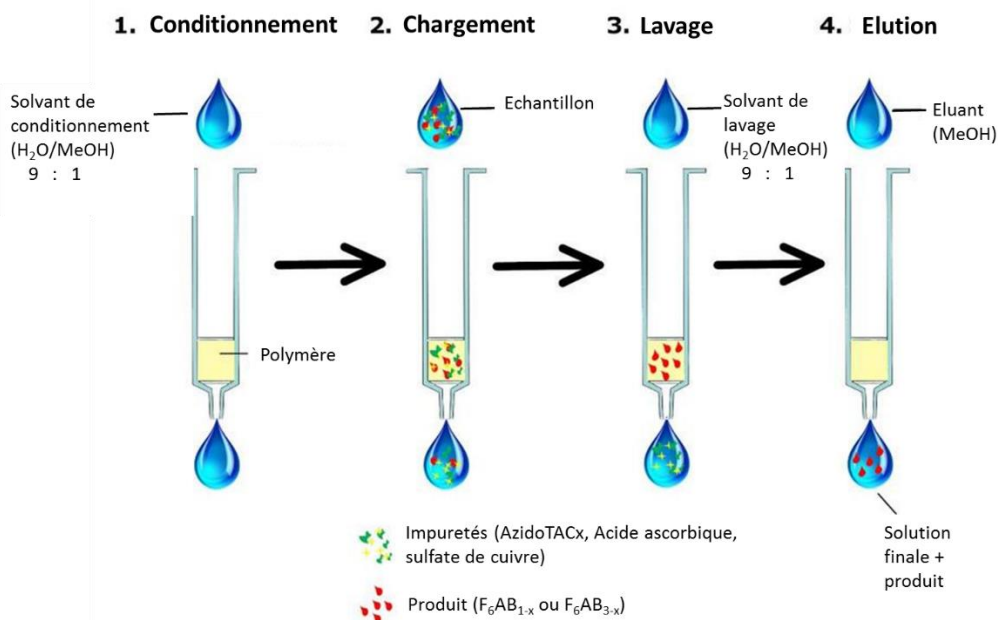 1. Conditionnement
2. Chargement
3. Lavage
4. Elution
Solvant de
conditionnement
(H₂O/MeOH)
9 : 1
Echantillon
Solvant de
lavage
(H₂O/MeOH)
9 : 1
Eluant
(MeOH)
Polymère
Impuretés (AzidoTACx, Acide ascorbique,
sulfate de cuivre)
Produit (F₆AB₁₋ₓ ou F₆AB₃₋ₓ)
Solution
finale +
produit